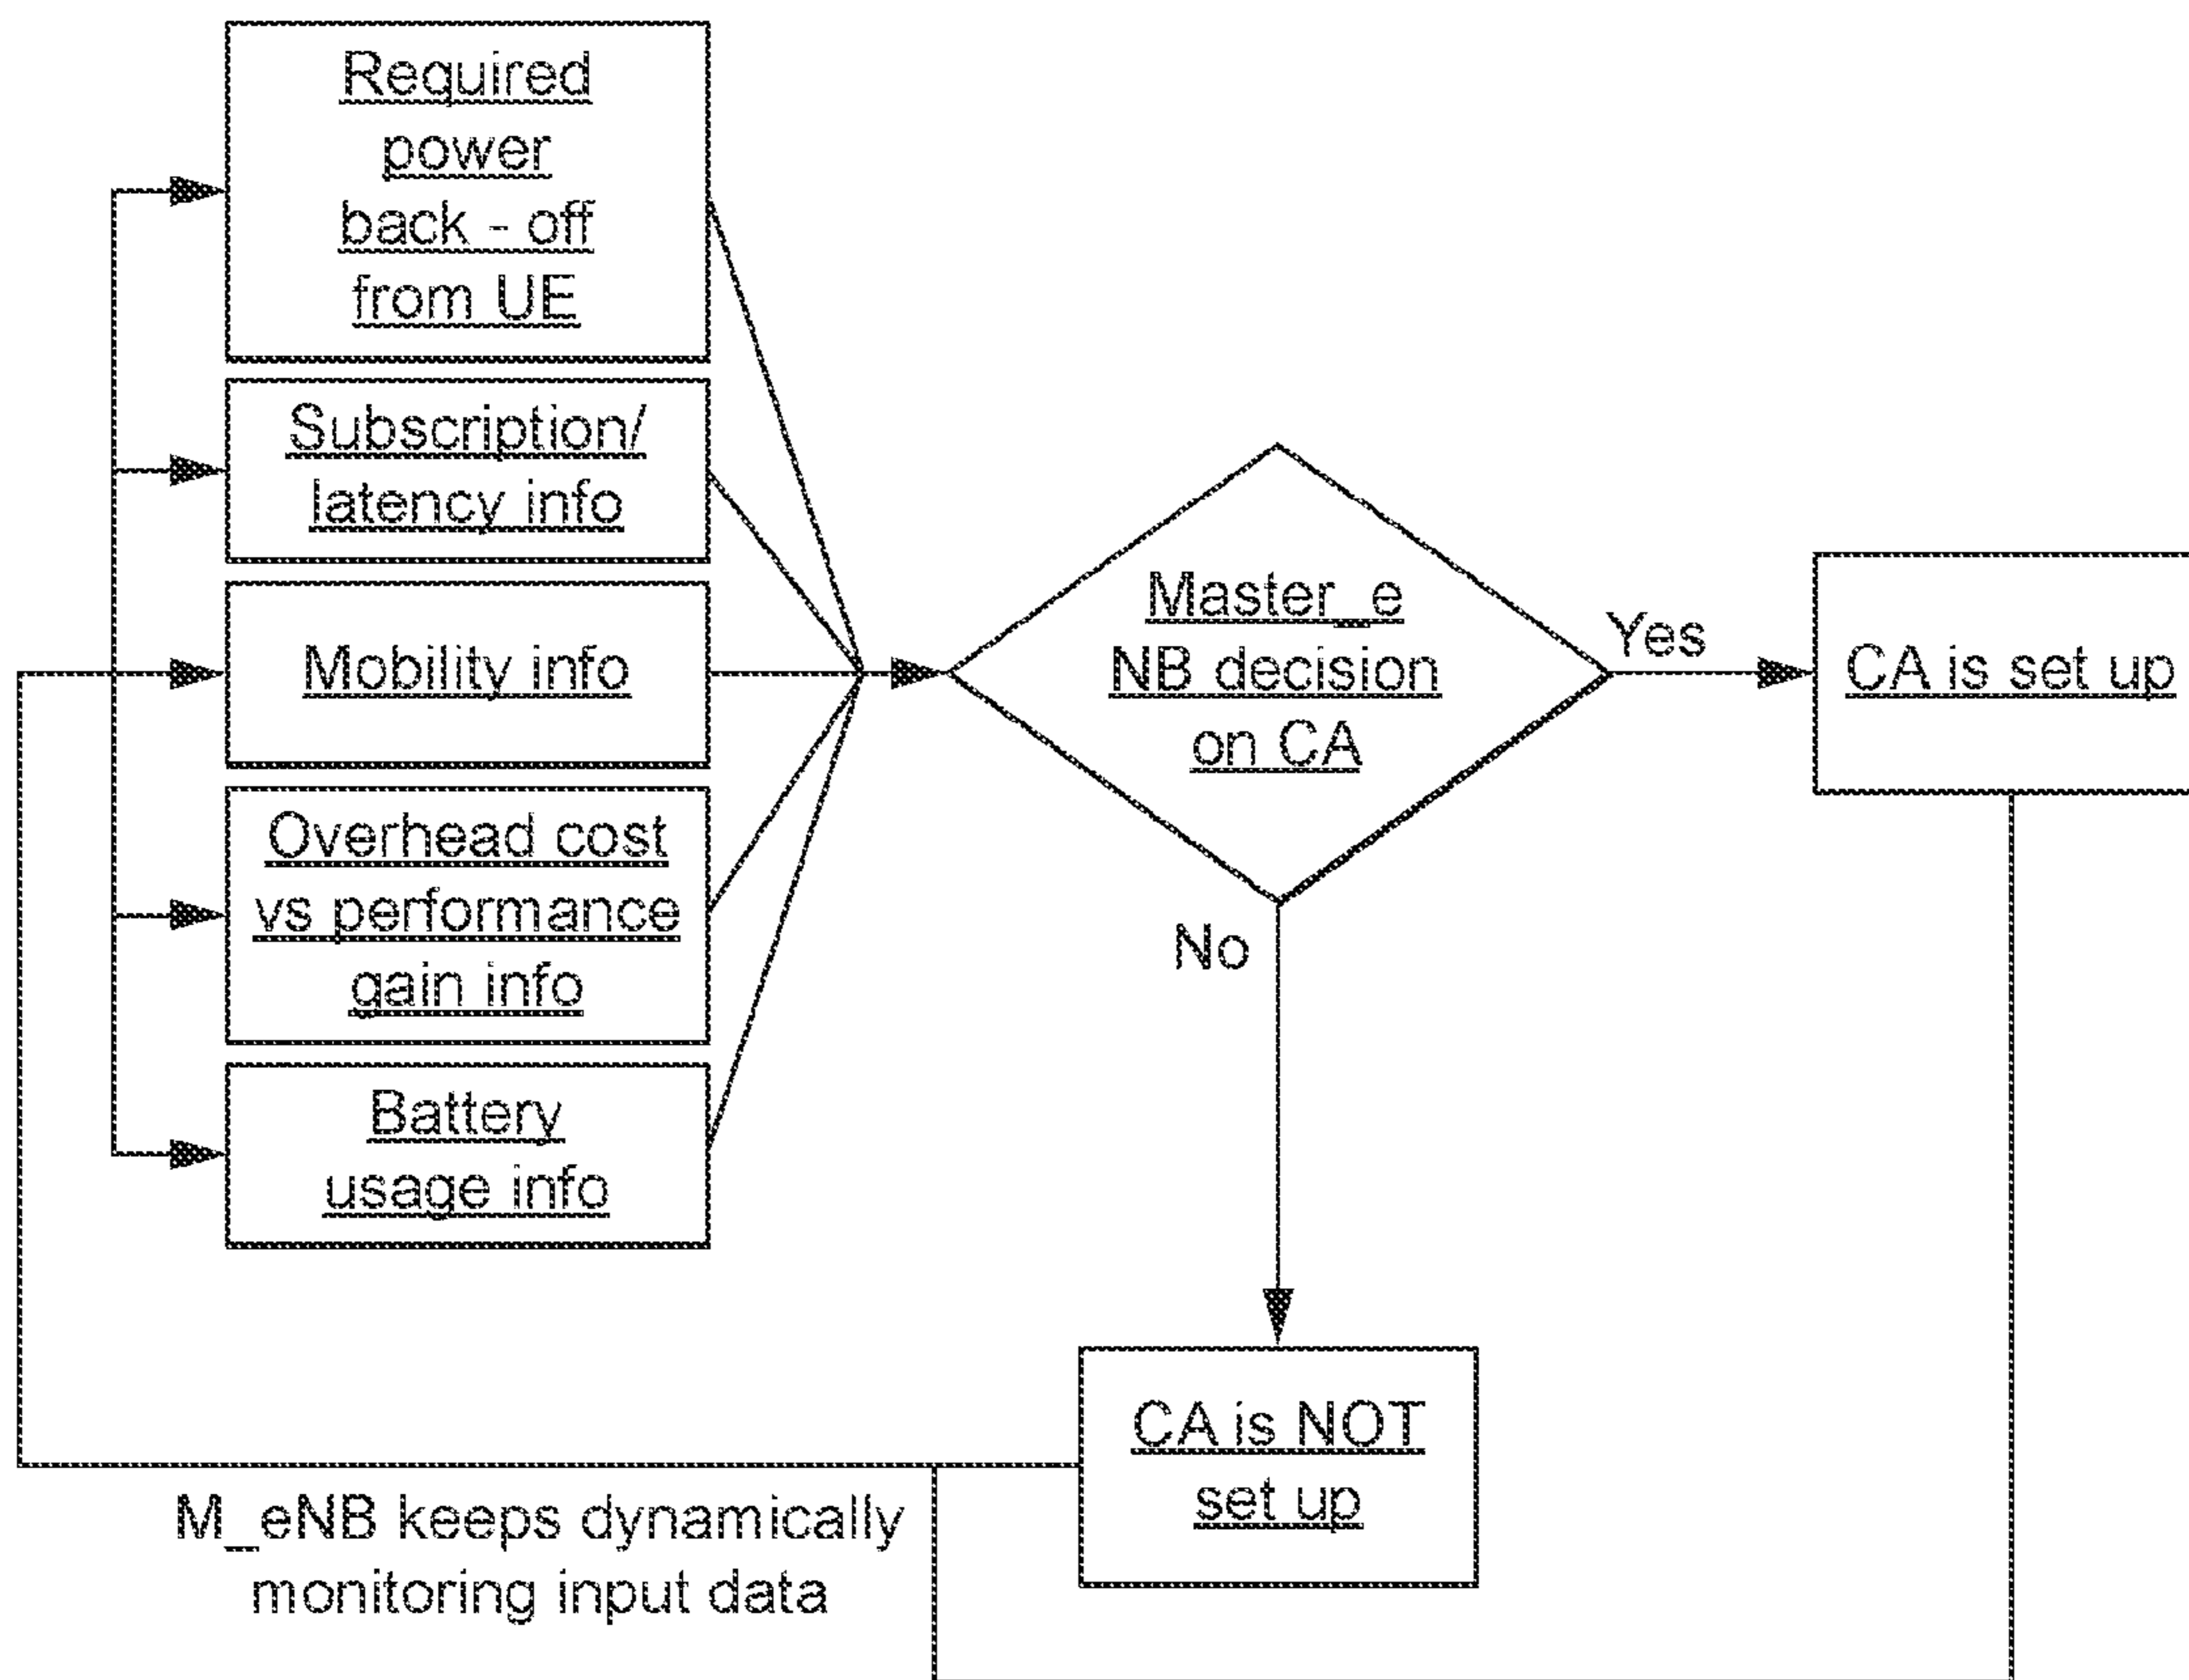 Required
power
back - off
from UE
Subscription/
latency info
Mobility info
Overhead cost
vs performance
gain info
Battery
usage info
Master_e
NB decision
on CA
Yes
CA is set up
No
CA is NOT
set up
M_eNB keeps dynamically
monitoring input data